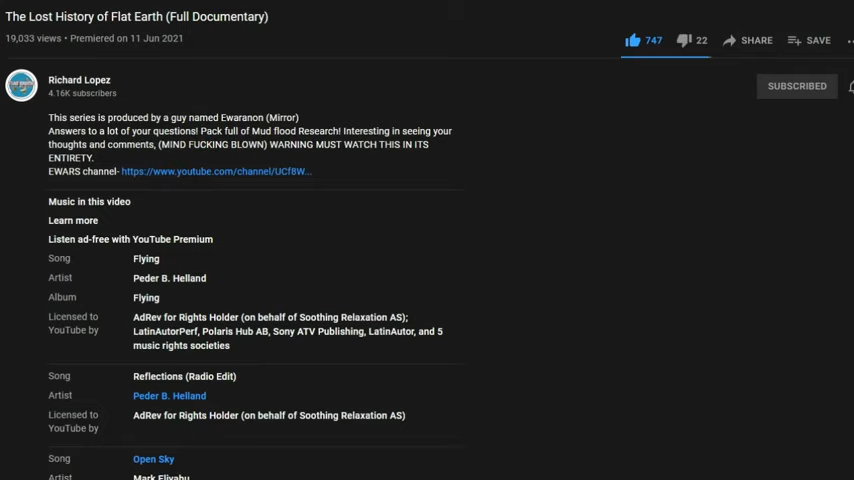 The Lost History of Flat Earth (Full Documentary)
19,033 views • Premiered on 11 Jun 2021
747
22
SHARE
SAVE
Richard Lopez
4.16K subscribers
SUBSCRIBED
This series is produced by a guy named Ewaranon (Mirror)
Answers to a lot of your questions! Pack full of Mud flood Research! Interesting in seeing your
thoughts and comments, (MIND FUCKING BLOWN) WARNING MUST WATCH THIS IN ITS
ENTIRETY.
EWARS channel- https://www.youtube.com/channel/UCf8W...
Music in this video
Learn more
Listen ad-free with YouTube Premium
Song Flying
Artist Peder B. Helland
Album Flying
Licensed to YouTube by AdRev for Rights Holder (on behalf of Soothing Relaxation AS);
LatinAutorPerf, Polaris Hub AB, Sony ATV Publishing, LatinAutor, and 5
music rights societies
Song Reflections (Radio Edit)
Artist Peder B. Helland
Licensed to YouTube by AdRev for Rights Holder (on behalf of Soothing Relaxation AS)
Song Open Sky
Artist Mark Eliyahu